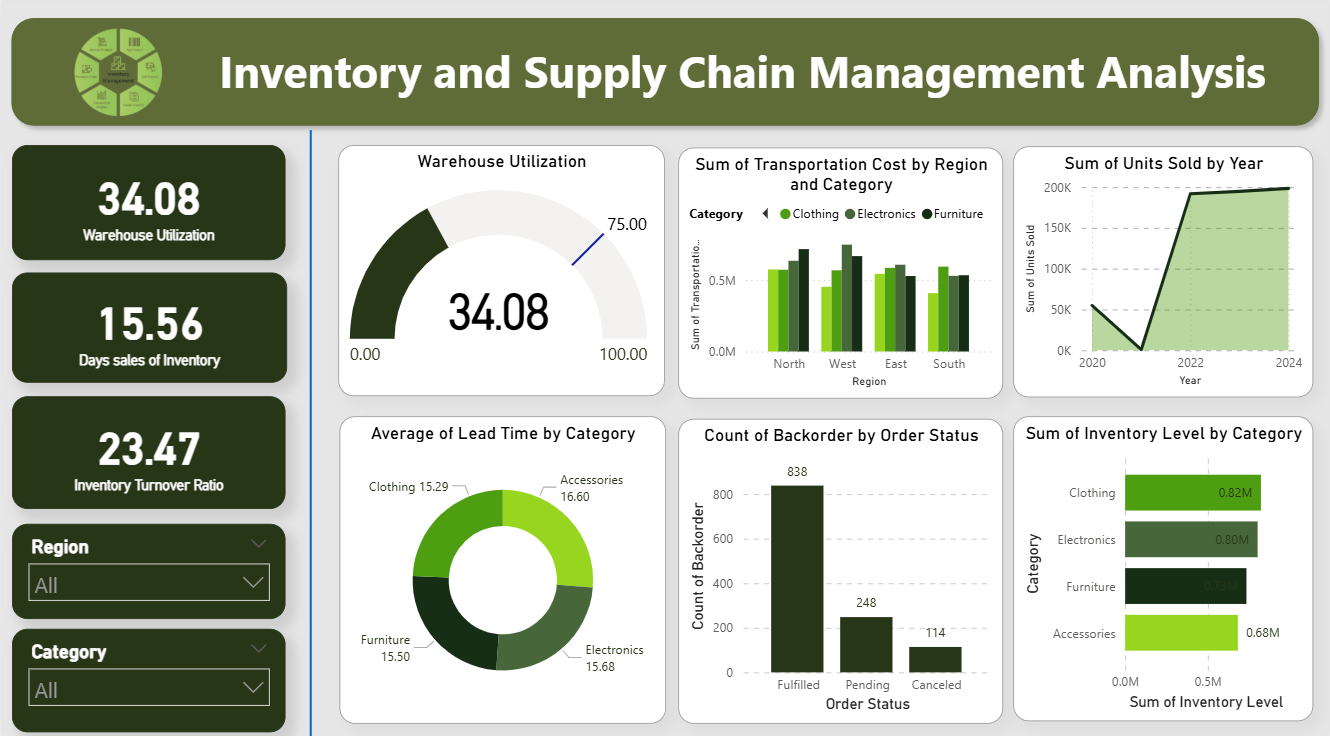 Inventory and Supply Chain Management Analysis
Inventory
Management
34.08
Warehouse Utilization
15.56
Days sales of Inventory
23.47
Inventory Turnover Ratio
Region
All
Category
All
Warehouse Utilization
75.00
34.08
0.00
100.00
Sum of Transportation Cost by Region
and Category
Category
Clothing
Electronics
Furniture
Sum of Transportatio...
0.5M
0.0M
North
West
East
South
Region
Sum of Units Sold by Year
Sum of Units Sold
200K
150K
100K
50K
0K
2020
2022
2024
Year
Average of Lead Time by Category
Clothing 15.29
Accessories
16.60
Furniture
15.50
Electronics
15.68
Count of Backorder by Order Status
Count of Backorder
800
600
400
200
0
838
248
114
Fulfilled
Pending
Canceled
Order Status
Sum of Inventory Level by Category
Category
Clothing
0.82M
Electronics
0.80M
Furniture
0.73M
Accessories
0.68M
0.0M
0.5M
Sum of Inventory Level